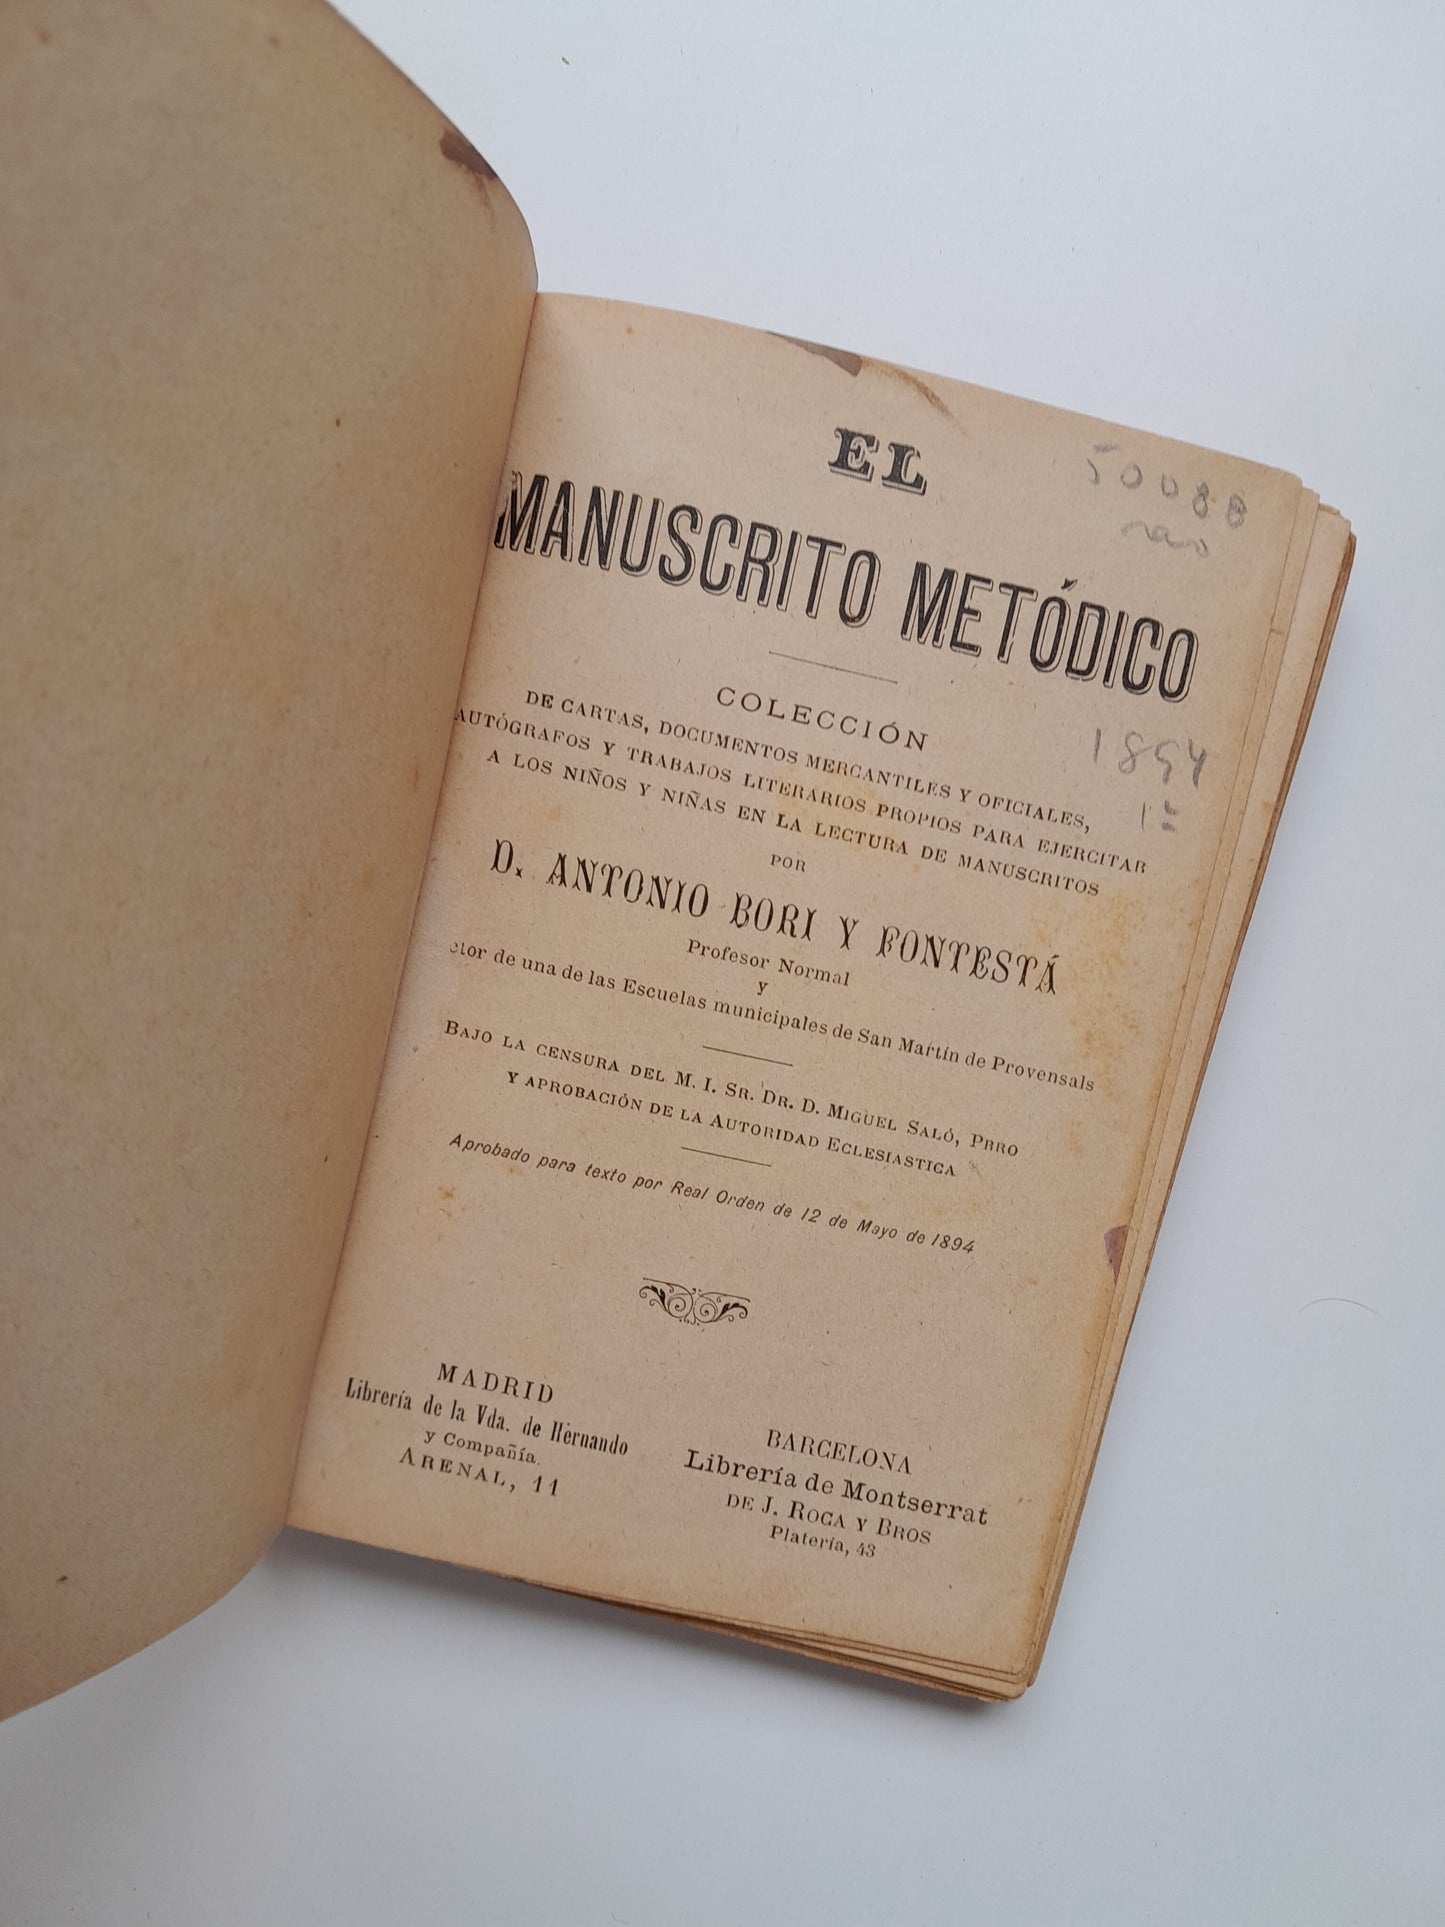 EL
MANUSCRITO METÓDICO
COLECCIÓN
DE CARTAS, DOCUMENTOS MERCANTILES Y OFICIALES,
AUTÓGRAFOS Y TRABAJOS LITERARIOS PROPIOS PARA EJERCITAR
A LOS NIÑOS Y NIÑAS EN LA LECTURA DE MANUSCRITOS
POR
D. ANTONIO BORI Y FONTESTÁ
Profesor Normal
y
ctor de una de las Escuelas municipales de San Martín de Provensals
BAJO LA CENSURA DEL M. I. SR. DR. D. MIGUEL SALÓ, PBRO
Y APROBACIÓN DE LA AUTORIDAD ECLESIASTICA
Aprobado para texto por Real Orden de 12 de Mayo de 1894
MADRID
Librería de la Vda. de Hernando
y Compañía.
ARENAL, 11
BARCELONA
Librería de Montserrat
DE J. ROCA Y BROS
Platería, 43
50088
1894